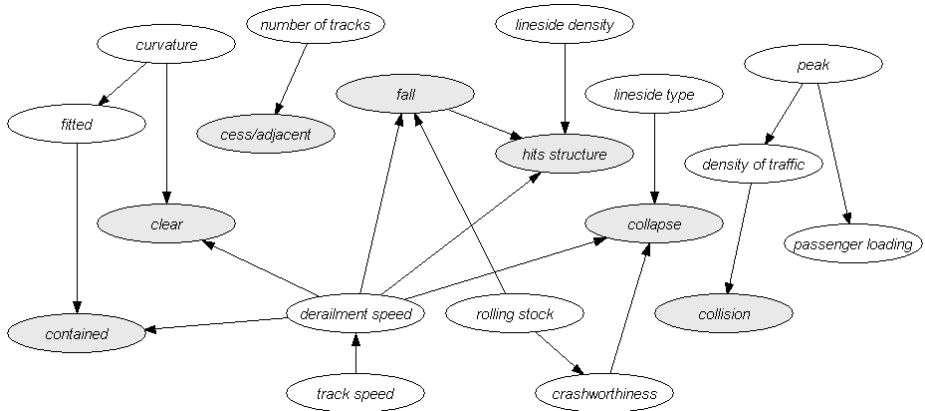 number of tracks
lineside density
curvature
peak
fall
lineside type
fitted
cess/adjacent
hits structure
density of traffic
clear
collapse
passenger loading
derailment speed
rolling stock
collision
contained
track speed
crashworthiness